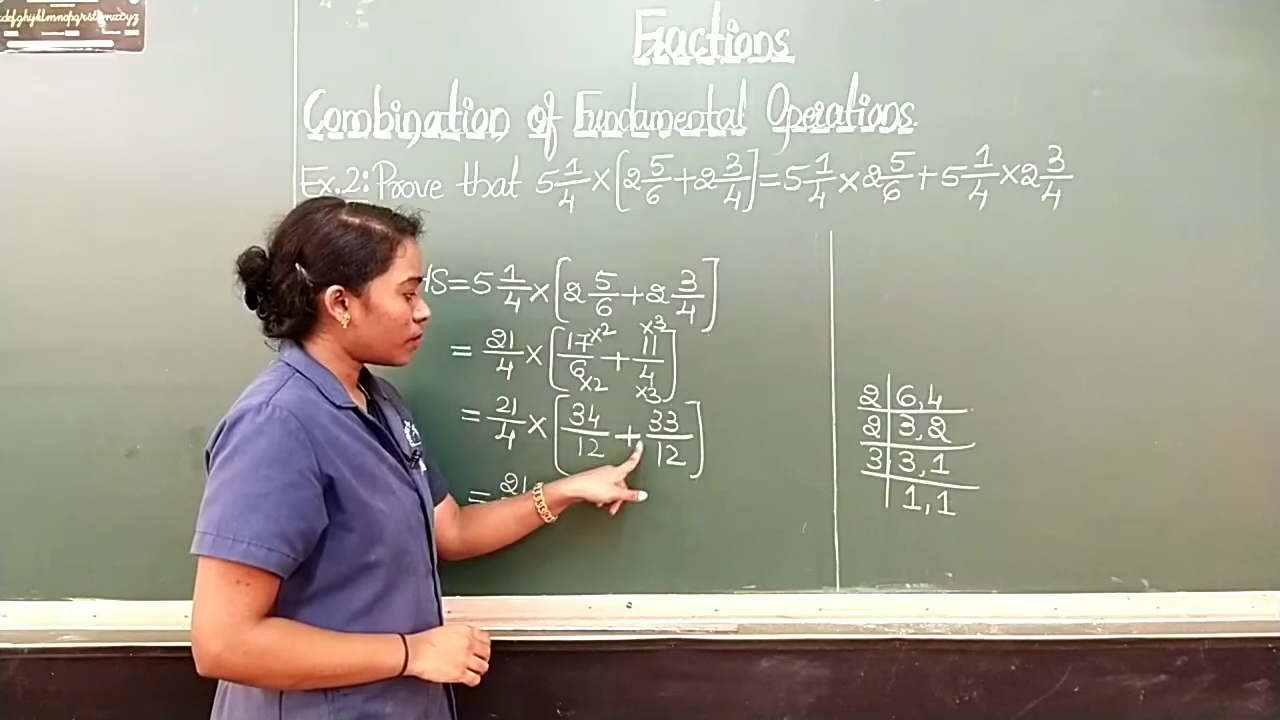 Fractions
Combination of Fundamental Operations.
Ex.2: Prove that 5 1/4 × [2 5/6 + 2 3/4] = 5 1/4 × 2 5/6 + 5 1/4 × 2 3/4
HS = 5 1/4 × [2 5/6 + 2 3/4]
= 21/4 × [17×2/6×2 + 11×3/4×3]
= 21/4 × [34/12 + 33/12]
= 21
2 | 6, 4
2 | 3, 2
3 | 3, 1
| 1, 1